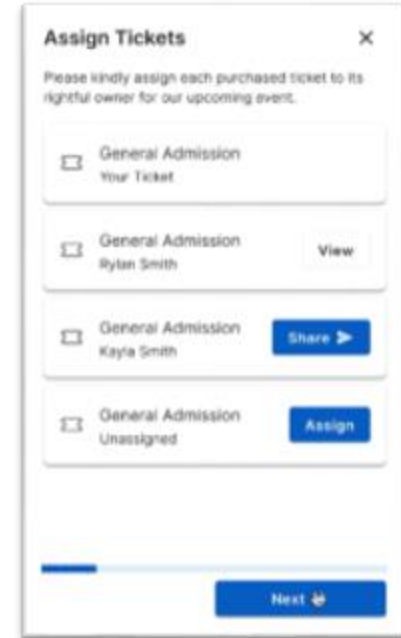 Assign Tickets
Please kindly assign each purchased ticket to its
rightful owner for our upcoming event.
General Admission
Your Ticket
General Admission
Rylan Smith
View
General Admission
Kayla Smith
Share
General Admission
Unassigned
Assign
Next